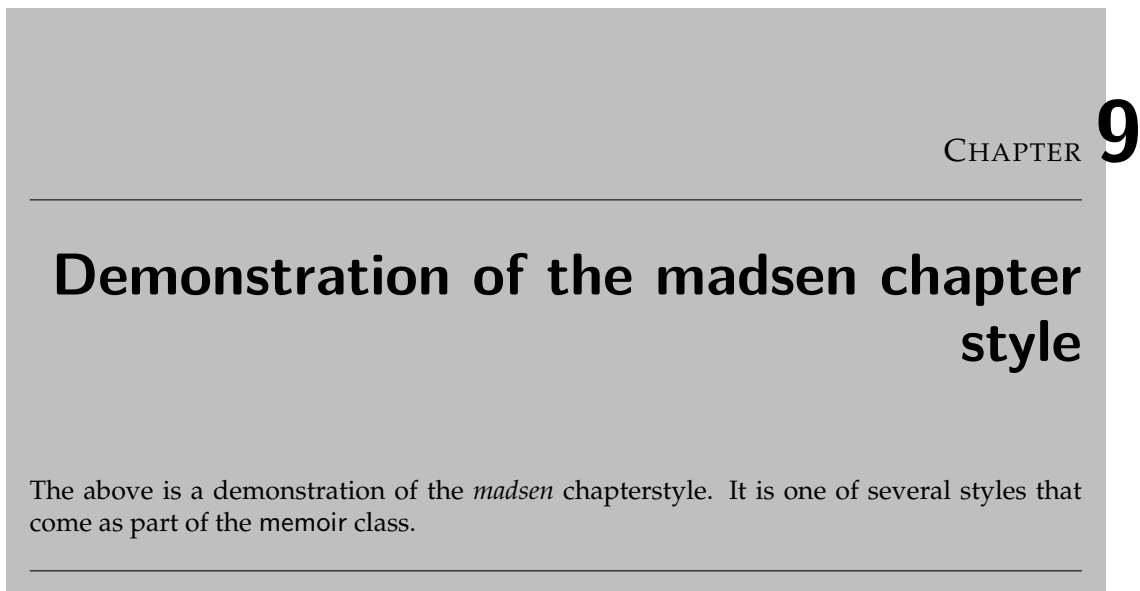 CHAPTER 9
Demonstration of the madsen chapter
style
The above is a demonstration of the madsen chapterstyle. It is one of several styles that
come as part of the memoir class.